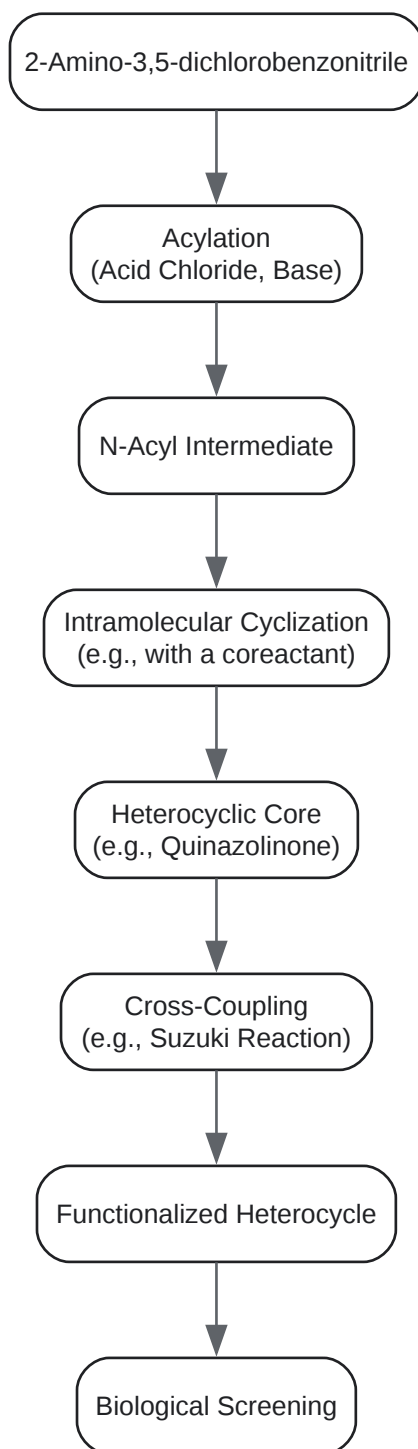 2-Amino-3,5-dichlorobenzonitrile
Acylation
(Acid Chloride, Base)
N-Acyl Intermediate
Intramolecular Cyclization
(e.g., with a coreactant)
Heterocyclic Core
(e.g., Quinazolinone)
Cross-Coupling
(e.g., Suzuki Reaction)
Functionalized Heterocycle
Biological Screening